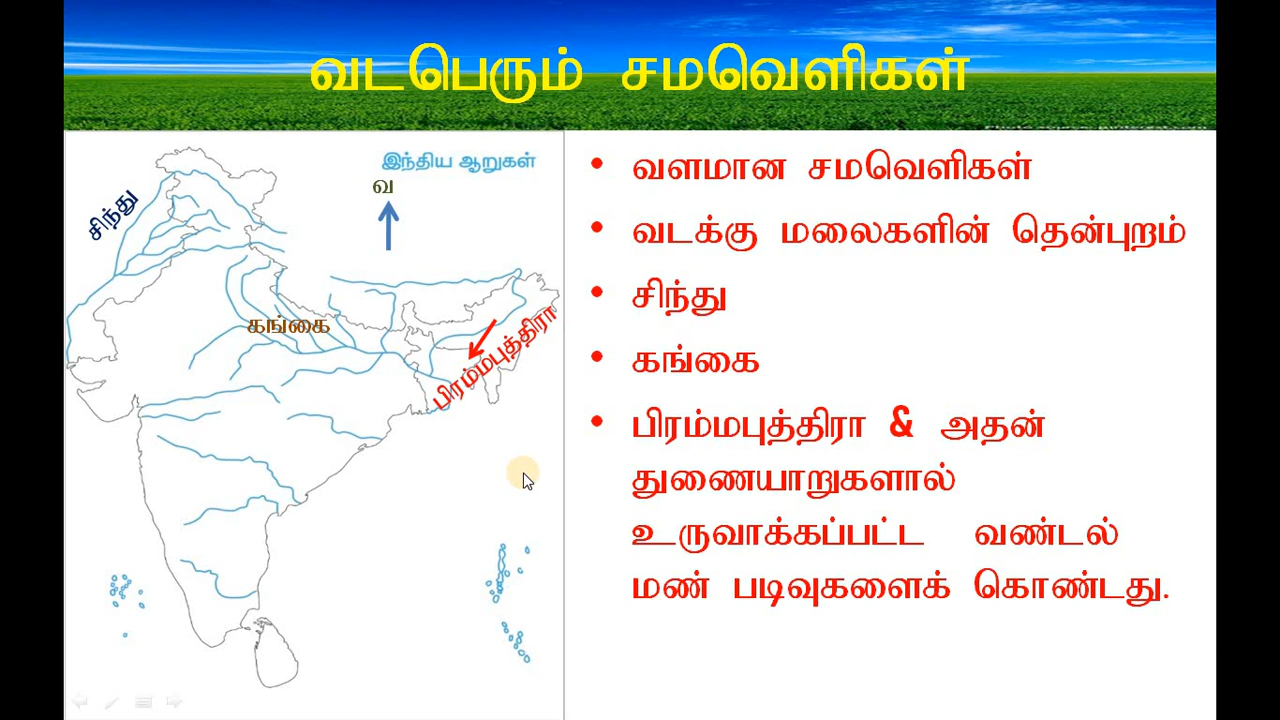 வடபெரும் சமவெளிகள்
இந்திய ஆறுகள்
வ
சிந்து
கங்கை
பிரம்மபுத்திரா
• வளமான சமவெளிகள்
• வடக்கு மலைகளின் தென்புறம்
• சிந்து
• கங்கை
• பிரம்மபுத்திரா & அதன்
துணையாறுகளால்
உருவாக்கப்பட்ட வண்டல்
மண் படிவுகளைக் கொண்டது.